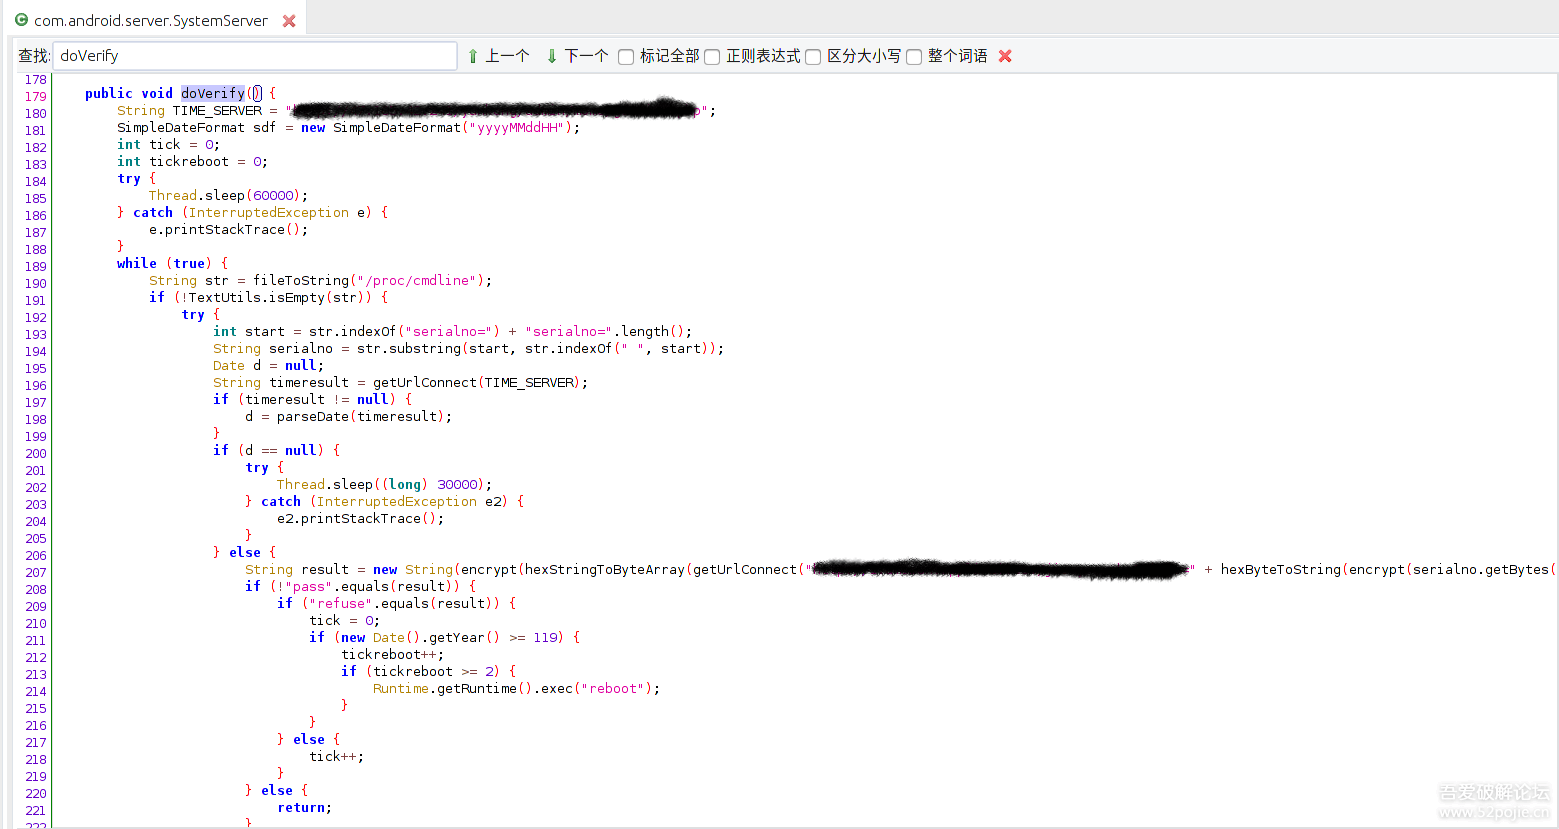 com.android.server.SystemServer
查找: doVerify 上一个 下一个 标记全部 正则表达式 区分大小写 整个词语
178
179 public void doVerify() {
180 String TIME_SERVER = "p";
181 SimpleDateFormat sdf = new SimpleDateFormat("yyyyMMddHH");
182 int tick = 0;
183 int tickreboot = 0;
184 try {
185 Thread.sleep(60000);
186 } catch (InterruptedException e) {
187 e.printStackTrace();
188 }
189 while (true) {
190 String str = fileToString("/proc/cmdline");
191 if (!TextUtils.isEmpty(str)) {
192 try {
193 int start = str.indexOf("serialno=") + "serialno=".length();
194 String serialno = str.substring(start, str.indexOf(" ", start));
195 Date d = null;
196 String timeresult = getUrlConnect(TIME_SERVER);
197 if (timeresult != null) {
198 d = parseDate(timeresult);
199 }
200 if (d == null) {
201 try {
202 Thread.sleep((long) 30000);
203 } catch (InterruptedException e2) {
204 e2.printStackTrace();
205 }
206 } else {
207 String result = new String(encrypt(hexStringToByteArray(getUrlConnect("" + hexByteToString(encrypt(serialno.getBytes(
208 if (!"pass".equals(result)) {
209 if ("refuse".equals(result)) {
210 tick = 0;
211 if (new Date().getYear() >= 119) {
212 tickreboot++;
213 if (tickreboot >= 2) {
214 Runtime.getRuntime().exec("reboot");
215 }
216 }
217 } else {
218 tick++;
219 }
220 } else {
221 return;
222 }
吾爱破解论坛
www.52pojie.cn